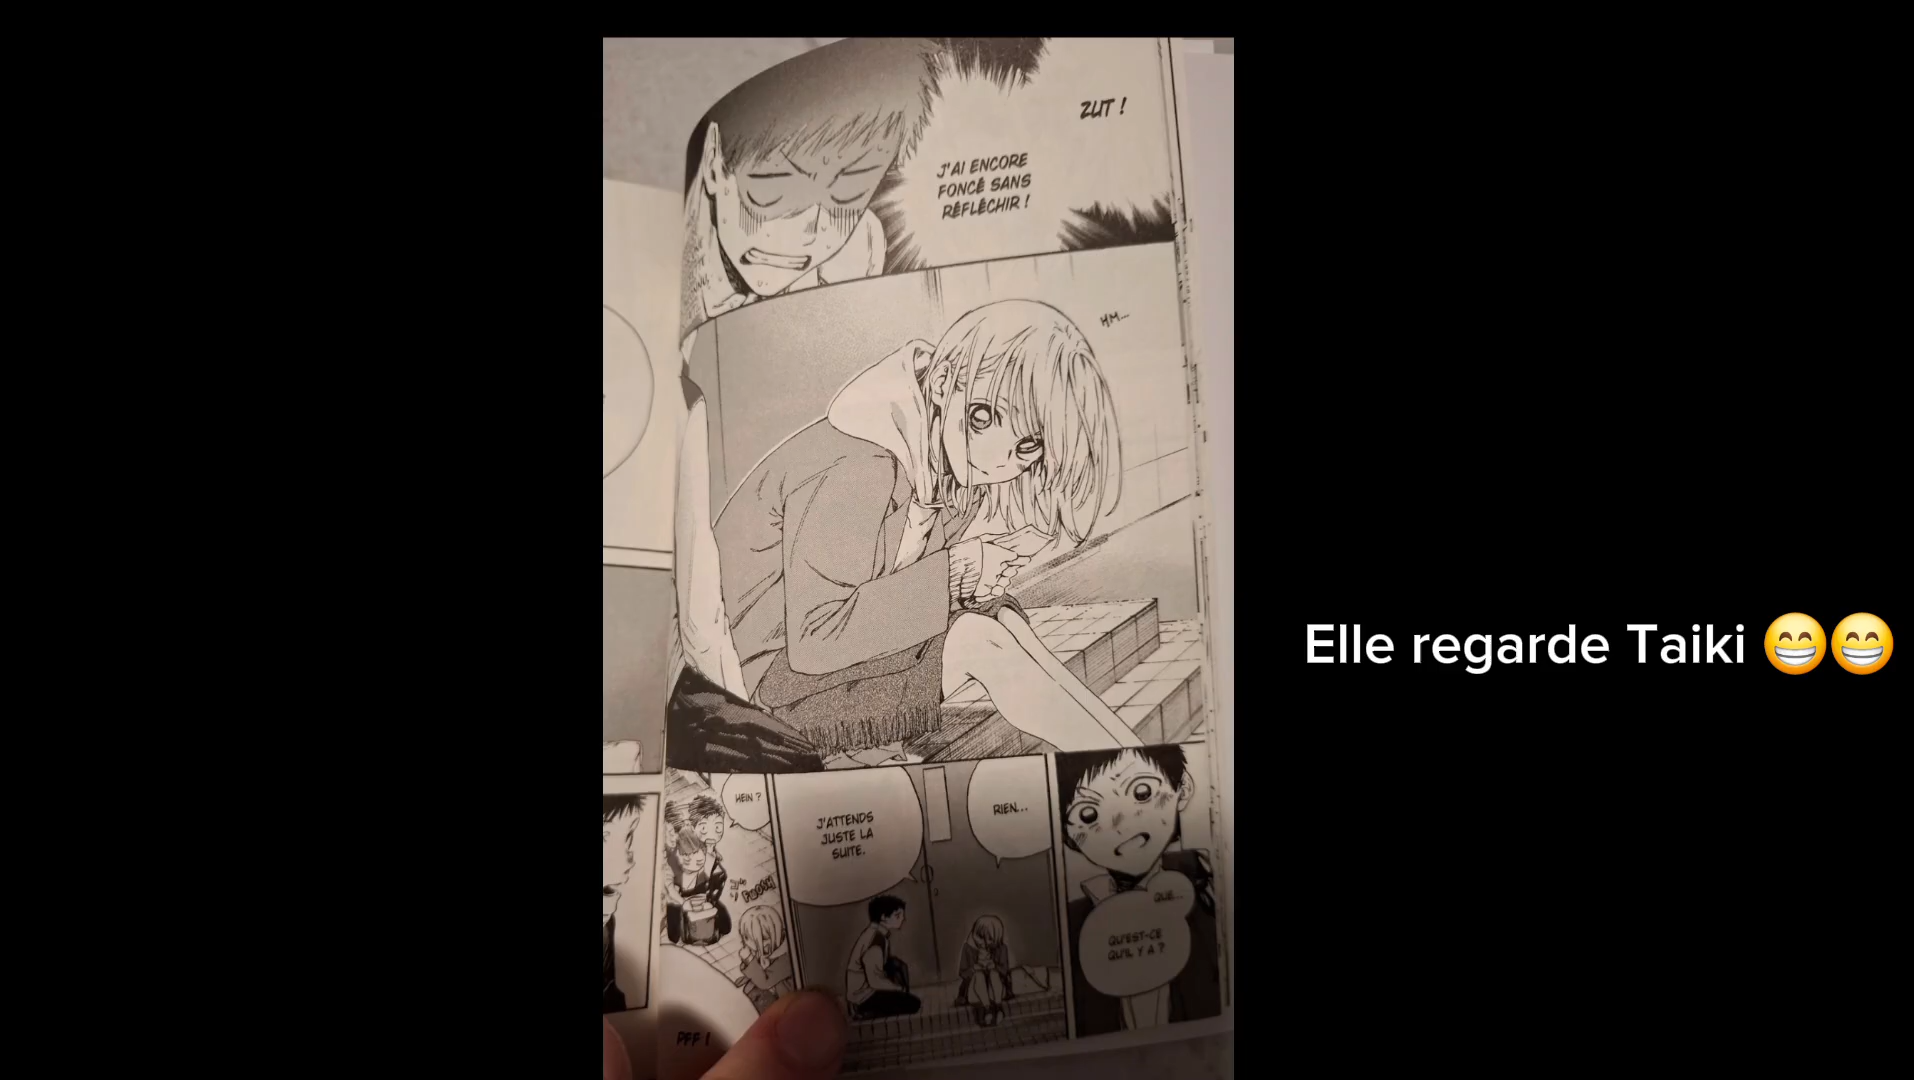 ZUT !
J'AI ENCORE
FONCÉ SANS
RÉFLÉCHIR !
HM...
QUE...
QU'EST-CE
QU'IL Y A ?
RIEN...
J'ATTENDS
JUSTE LA
SUITE.
HEIN ?
PFF !
Elle regarde Taiki 😁😁